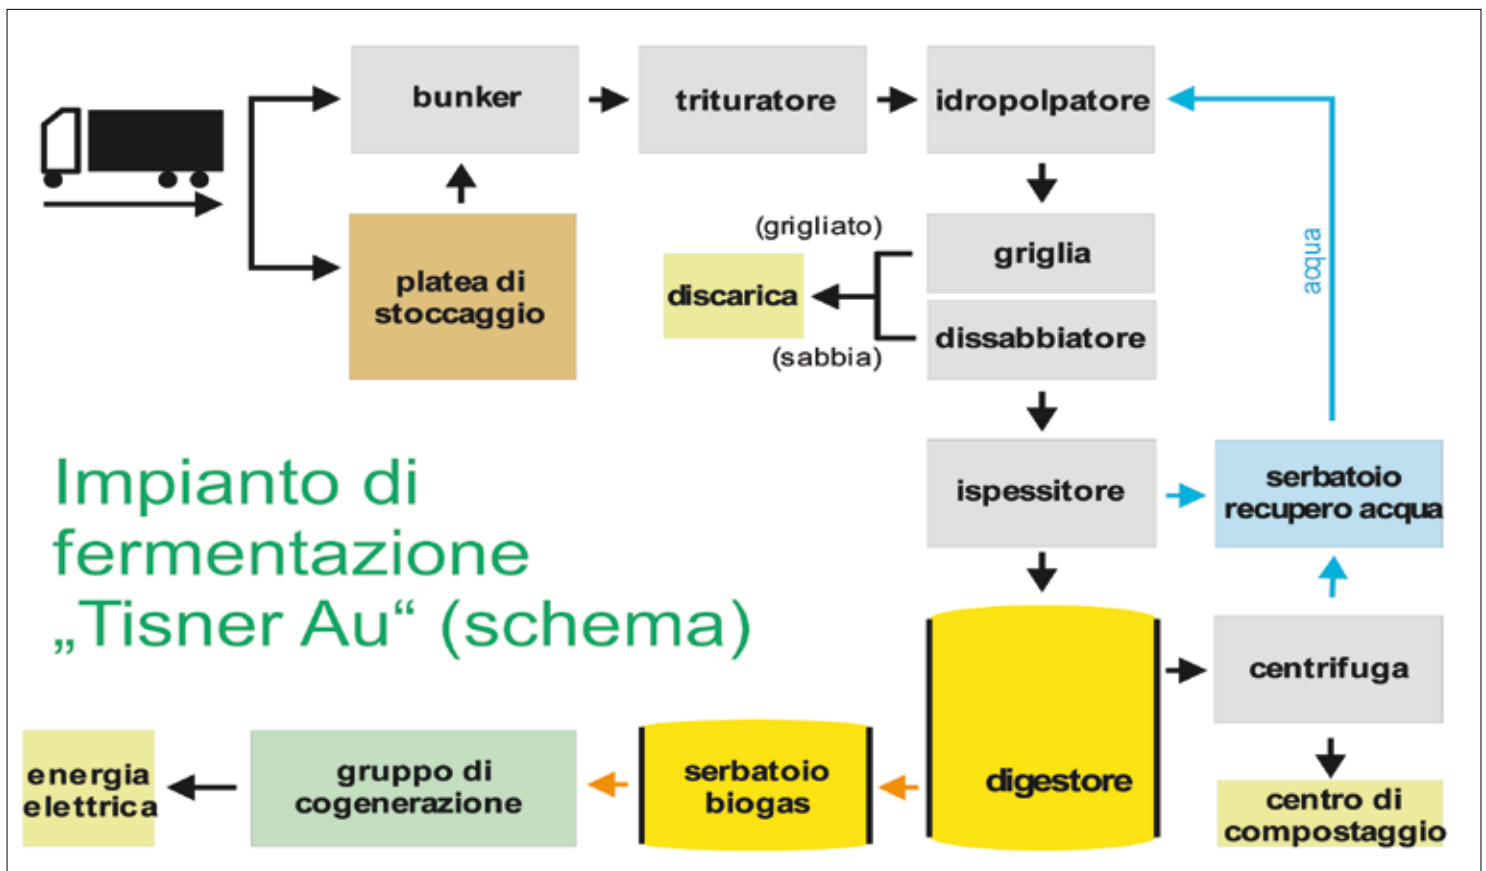 bunker
trituratore
idropolpatore
platea di
stoccaggio
(grigliato)
griglia
discarica
dissabbiatore
(sabbia)
acqua
ispessitore
serbatoio
recupero acqua
Impianto di
fermentazione
„Tisner Au“ (schema)
centrifuga
digestore
serbatoio
biogas
gruppo di
cogenerazione
energia
elettrica
centro di
compostaggio